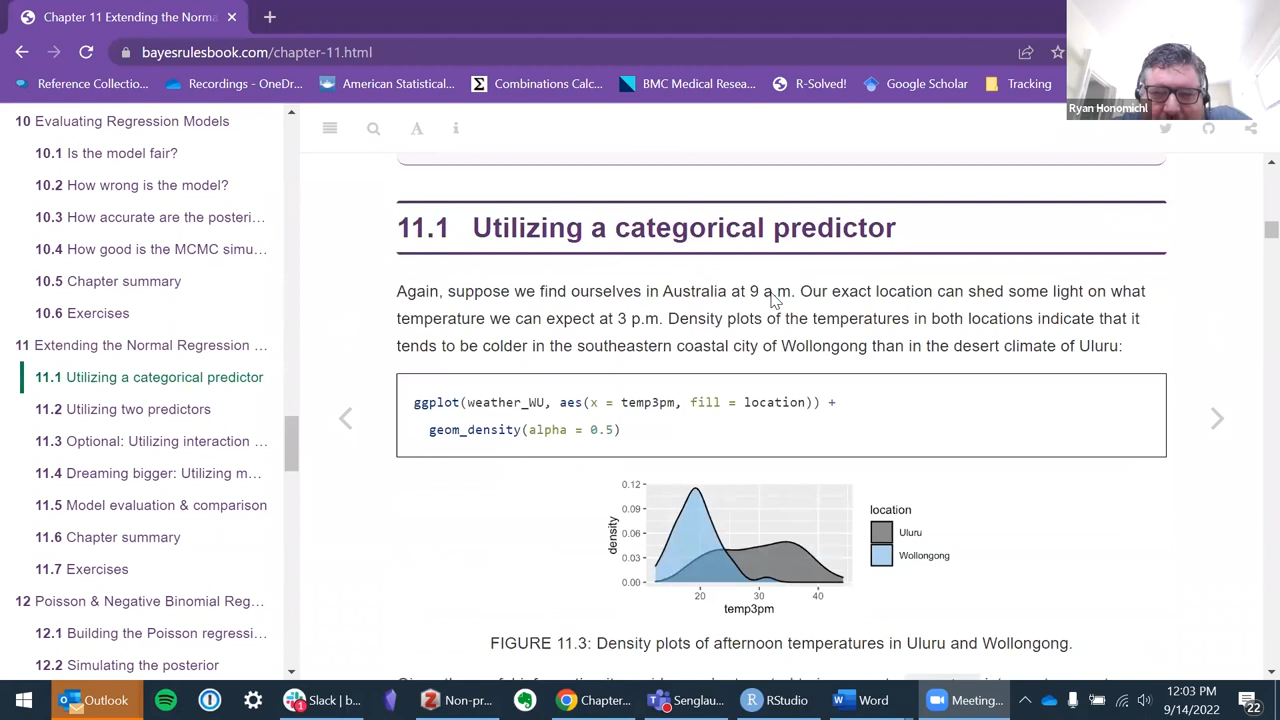 Chapter 11 Extending the Normal
bayesrulesbook.com/chapter-11.html
Reference Collection...
Recordings - OneDr...
American Statistical...
Combinations Calc...
BMC Medical Resea...
R-Solved!
Google Scholar
Tracking
Ryan Honomichl
10 Evaluating Regression Models
10.1 Is the model fair?
10.2 How wrong is the model?
10.3 How accurate are the posteri...
10.4 How good is the MCMC simu...
10.5 Chapter summary
10.6 Exercises
11 Extending the Normal Regression ...
11.1 Utilizing a categorical predictor
11.2 Utilizing two predictors
11.3 Optional: Utilizing interaction ...
11.4 Dreaming bigger: Utilizing m...
11.5 Model evaluation & comparison
11.6 Chapter summary
11.7 Exercises
12 Poisson & Negative Binomial Reg...
12.1 Building the Poisson regressi...
12.2 Simulating the posterior
11.1 Utilizing a categorical predictor
Again, suppose we find ourselves in Australia at 9 a.m. Our exact location can shed some light on what
temperature we can expect at 3 p.m. Density plots of the temperatures in both locations indicate that it
tends to be colder in the southeastern coastal city of Wollongong than in the desert climate of Uluru:
ggplot(weather_WU, aes(x = temp3pm, fill = location)) +
geom_density(alpha = 0.5)
0.12
0.09
0.06
0.03
0.00
density
20 30 40
temp3pm
location
Uluru
Wollongong
FIGURE 11.3: Density plots of afternoon temperatures in Uluru and Wollongong.
Outlook
Slack | b...
Non-pr...
Chapter...
Senglau...
RStudio
Word
Meeting...
12:03 PM
9/14/2022
22